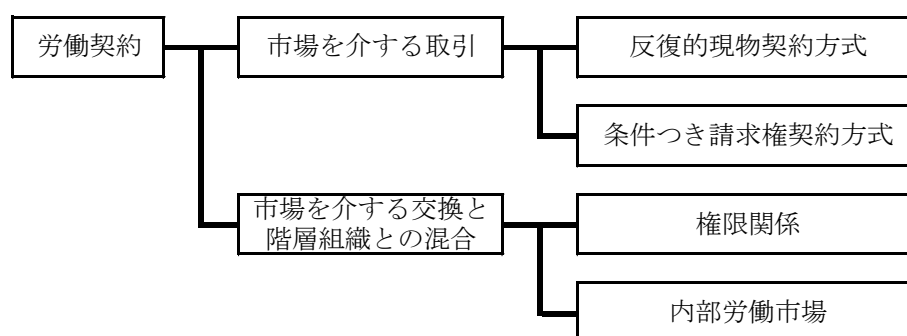 労働契約
市場を介する取引
反復的現物契約方式
条件つき請求権契約方式
市場を介する交換と
階層組織との混合
権限関係
内部労働市場